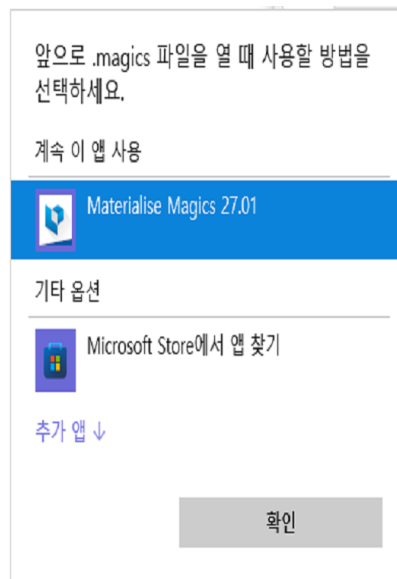 앞으로 .magics 파일을 열 때 사용할 방법을
선택하세요.
계속 이 앱 사용
Materialise Magics 27.01
기타 옵션
Microsoft Store에서 앱 찾기
추가 앱 ↓
확인